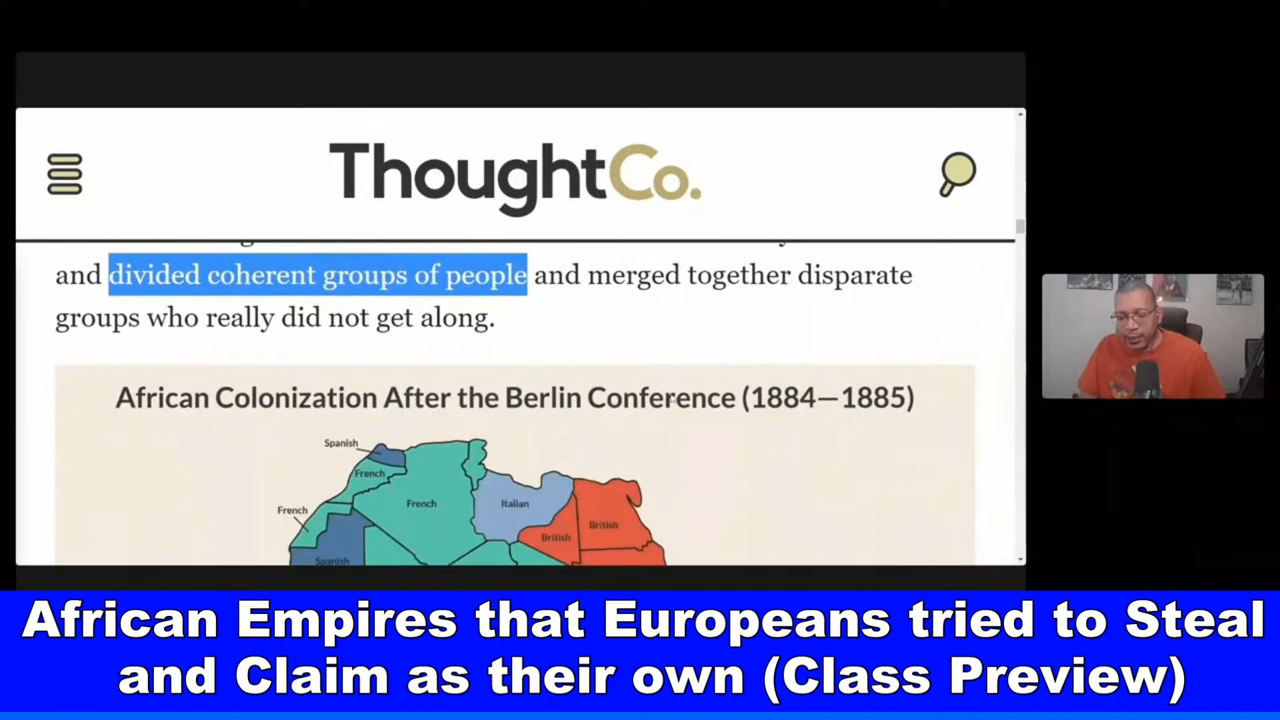 ThoughtCo.
and divided coherent groups of people and merged together disparate
groups who really did not get along.
African Colonization After the Berlin Conference (1884—1885)
Spanish
French
French
Italian
French
British
British
Spanish
African Empires that Europeans tried to Steal
and Claim as their own (Class Preview)